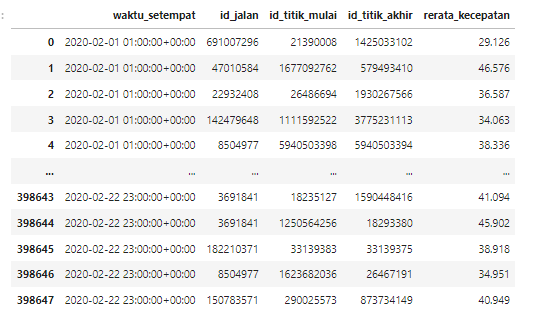 :
waktu_setempat id_jalan id_titik_mulai id_titik_akhir rerata_kecepatan
0 2020-02-01 01:00:00+00:00 691007296 21390008 1425033102 29.126
1 2020-02-01 01:00:00+00:00 47010584 1677092762 579493410 46.576
2 2020-02-01 01:00:00+00:00 22932408 26486694 1930267566 36.587
3 2020-02-01 01:00:00+00:00 142479648 1111592522 3775231113 34.063
4 2020-02-01 01:00:00+00:00 8504977 5940503398 5940503394 38.336
... ... ... ... ... ...
398643 2020-02-22 23:00:00+00:00 3691841 18235127 1590448416 41.094
398644 2020-02-22 23:00:00+00:00 3691841 1250564256 18293380 45.902
398645 2020-02-22 23:00:00+00:00 182210371 33139383 33139375 38.918
398646 2020-02-22 23:00:00+00:00 8504977 1623682036 26467191 34.951
398647 2020-02-22 23:00:00+00:00 150783571 290025573 873734149 40.949